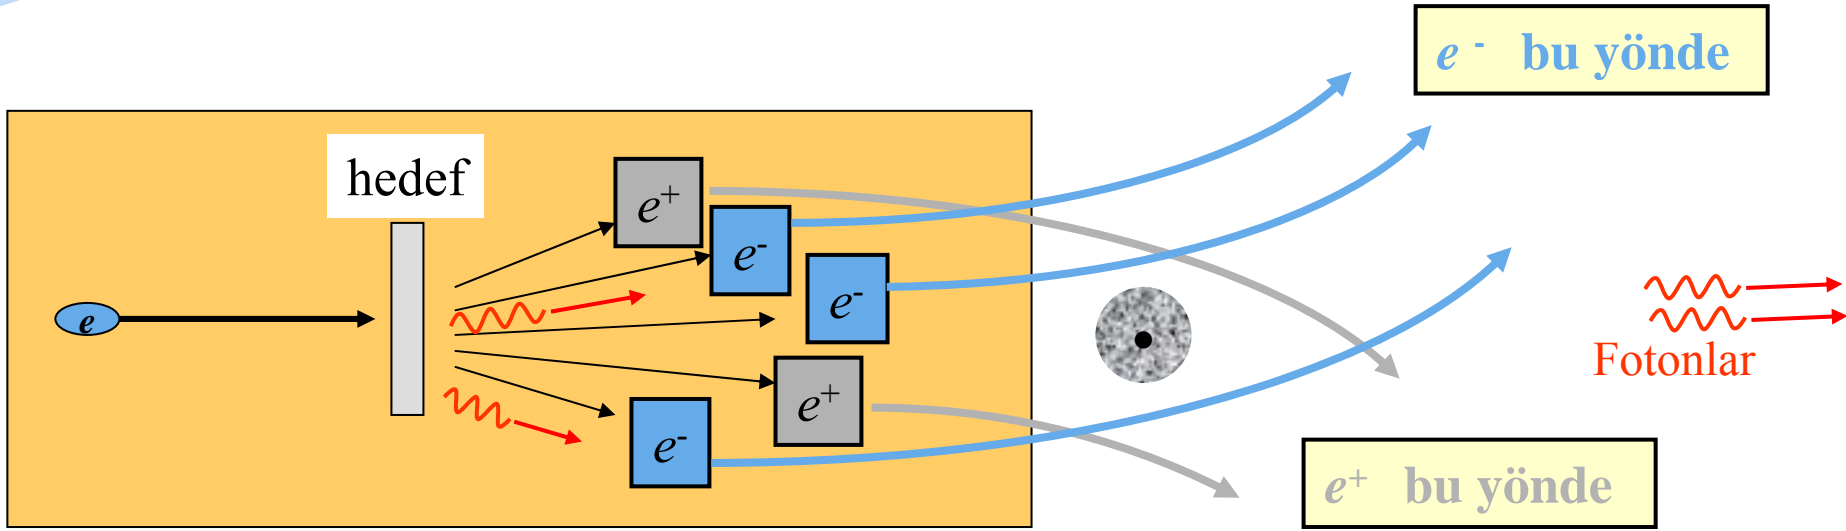 e - bu yönde
hedef
e+
e-
e-
e
Fotonlar
e+
e-
e+ bu yönde